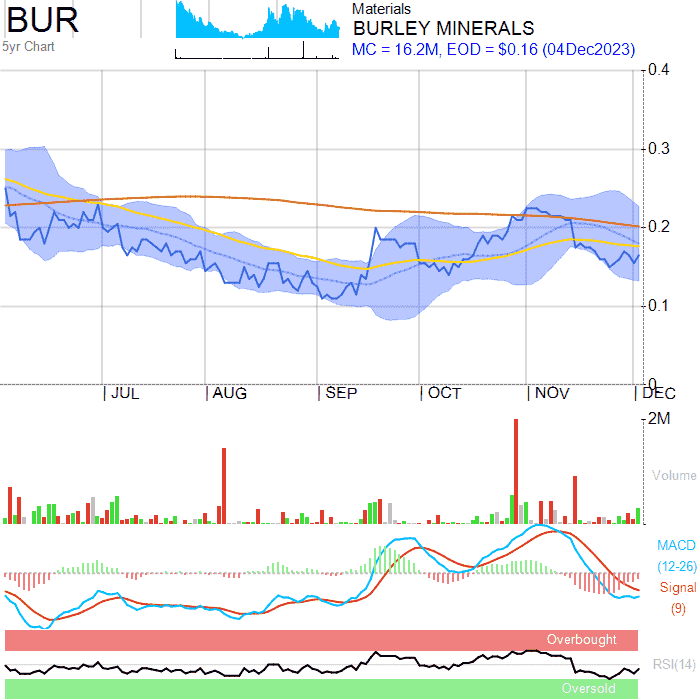 BUR
5yr Chart
Materials
BURLEY MINERALS
MC = 16.2M, EOD = $0.16 (04Dec2023)
0.4
0.3
0.2
0.1
0
JUL AUG SEP OCT NOV DEC
2M
Volume
MACD
(12-26)
Signal
(9)
Overbought
RSI(14)
Oversold